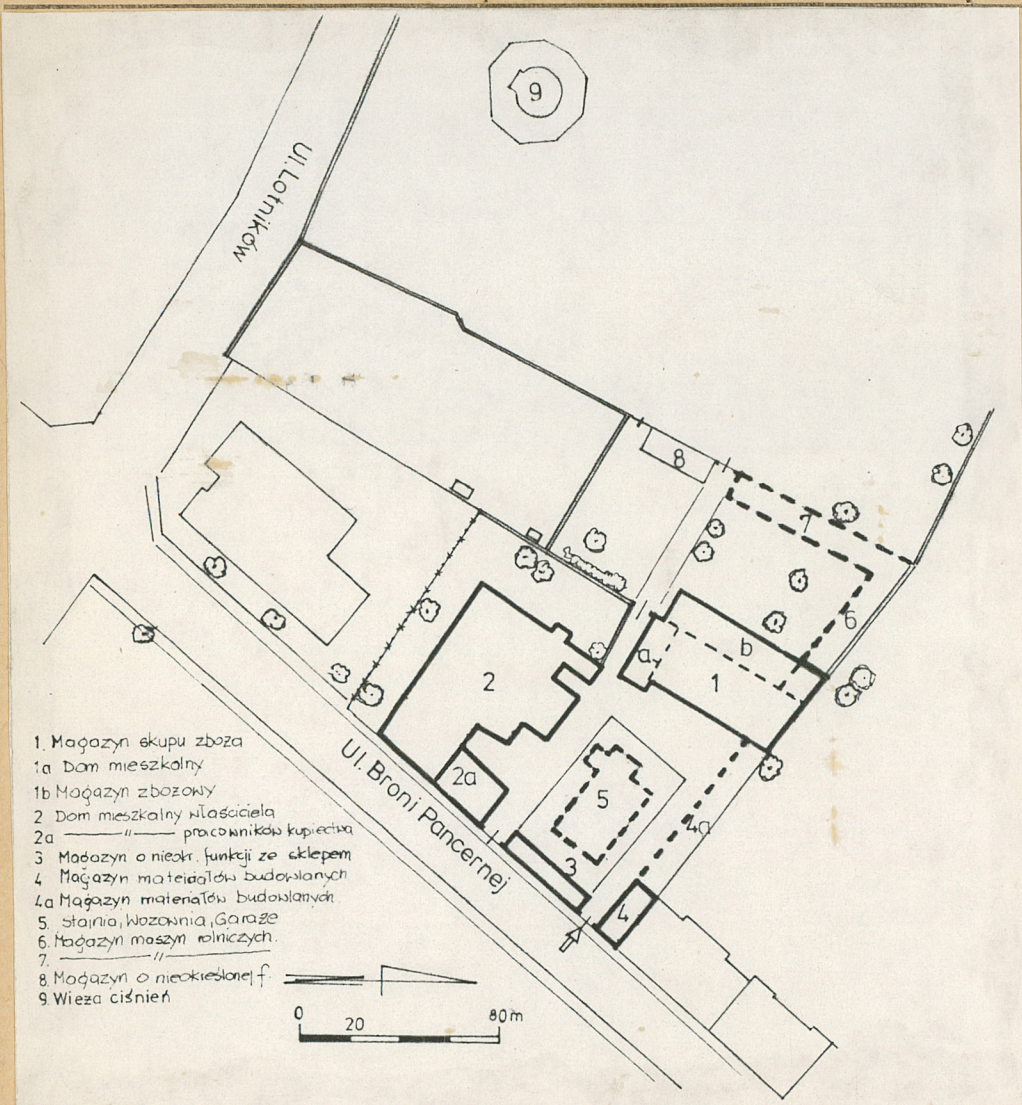 9
Ul. Lotników
8
7
6
b
a
1
2
2a
5
4a
3
4
Ul. Broni Pancernej
1. Magazyn skupu zboża
1a Dom mieszkalny
1b Magazyn zbożowy
2 Dom mieszkalny właściciela
2a —— " —— pracowników kupiectwa
3 Magazyn o nieokr. funkcji ze sklepem
4 Magazyn materiałów budowlanych
4a Magazyn materiałów budowlanych
5. Stajnia, Wozownia, Garaże
6. Magazyn maszyn rolniczych.
7. —— " ——
8. Magazyn o nieokreślonej f.
9. Wieża ciśnień
0 20 80 m